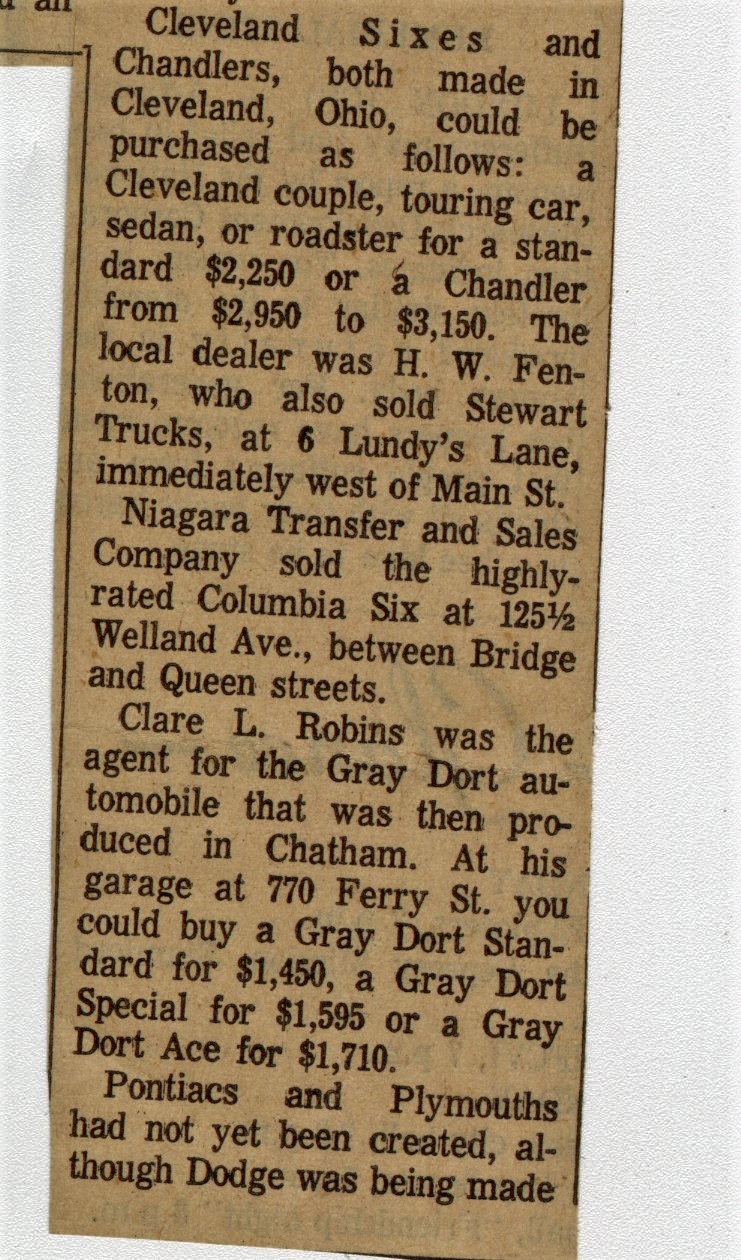 Cleveland Sixes and
Chandlers, both made in
Cleveland, Ohio, could be
purchased as follows: a
Cleveland couple, touring car,
sedan, or roadster for a stan-
dard $2,250 or a Chandler
from $2,950 to $3,150. The
local dealer was H. W. Fen-
ton, who also sold Stewart
Trucks, at 6 Lundy's Lane,
immediately west of Main St.
Niagara Transfer and Sales
Company sold the highly-
rated Columbia Six at 125½
Welland Ave., between Bridge
and Queen streets.
Clare L. Robins was the
agent for the Gray Dort au-
tomobile that was then pro-
duced in Chatham. At his
garage at 770 Ferry St. you
could buy a Gray Dort Stan-
dard for $1,450, a Gray Dort
Special for $1,595 or a Gray
Dort Ace for $1,710.
Pontiacs and Plymouths
had not yet been created, al-
though Dodge was being made